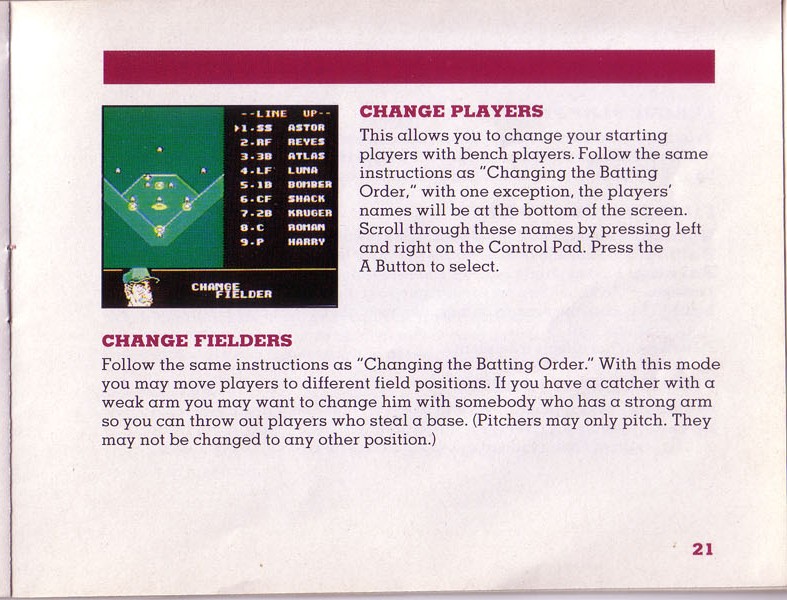 --LINE UP--
1.SS ASTOR
2.RF REYES
3.3B ATLAS
4.LF LUNA
5.1B BOMBER
6.CF SHACK
7.2B KRUGER
8.C ROMAN
9.P HARRY
CHANGE
FIELDER
CHANGE PLAYERS
This allows you to change your starting
players with bench players. Follow the same
instructions as “Changing the Batting
Order,” with one exception, the players’
names will be at the bottom of the screen.
Scroll through these names by pressing left
and right on the Control Pad. Press the
A Button to select.
CHANGE FIELDERS
Follow the same instructions as “Changing the Batting Order.” With this mode
you may move players to different field positions. If you have a catcher with a
weak arm you may want to change him with somebody who has a strong arm
so you can throw out players who steal a base. (Pitchers may only pitch. They
may not be changed to any other position.)
21